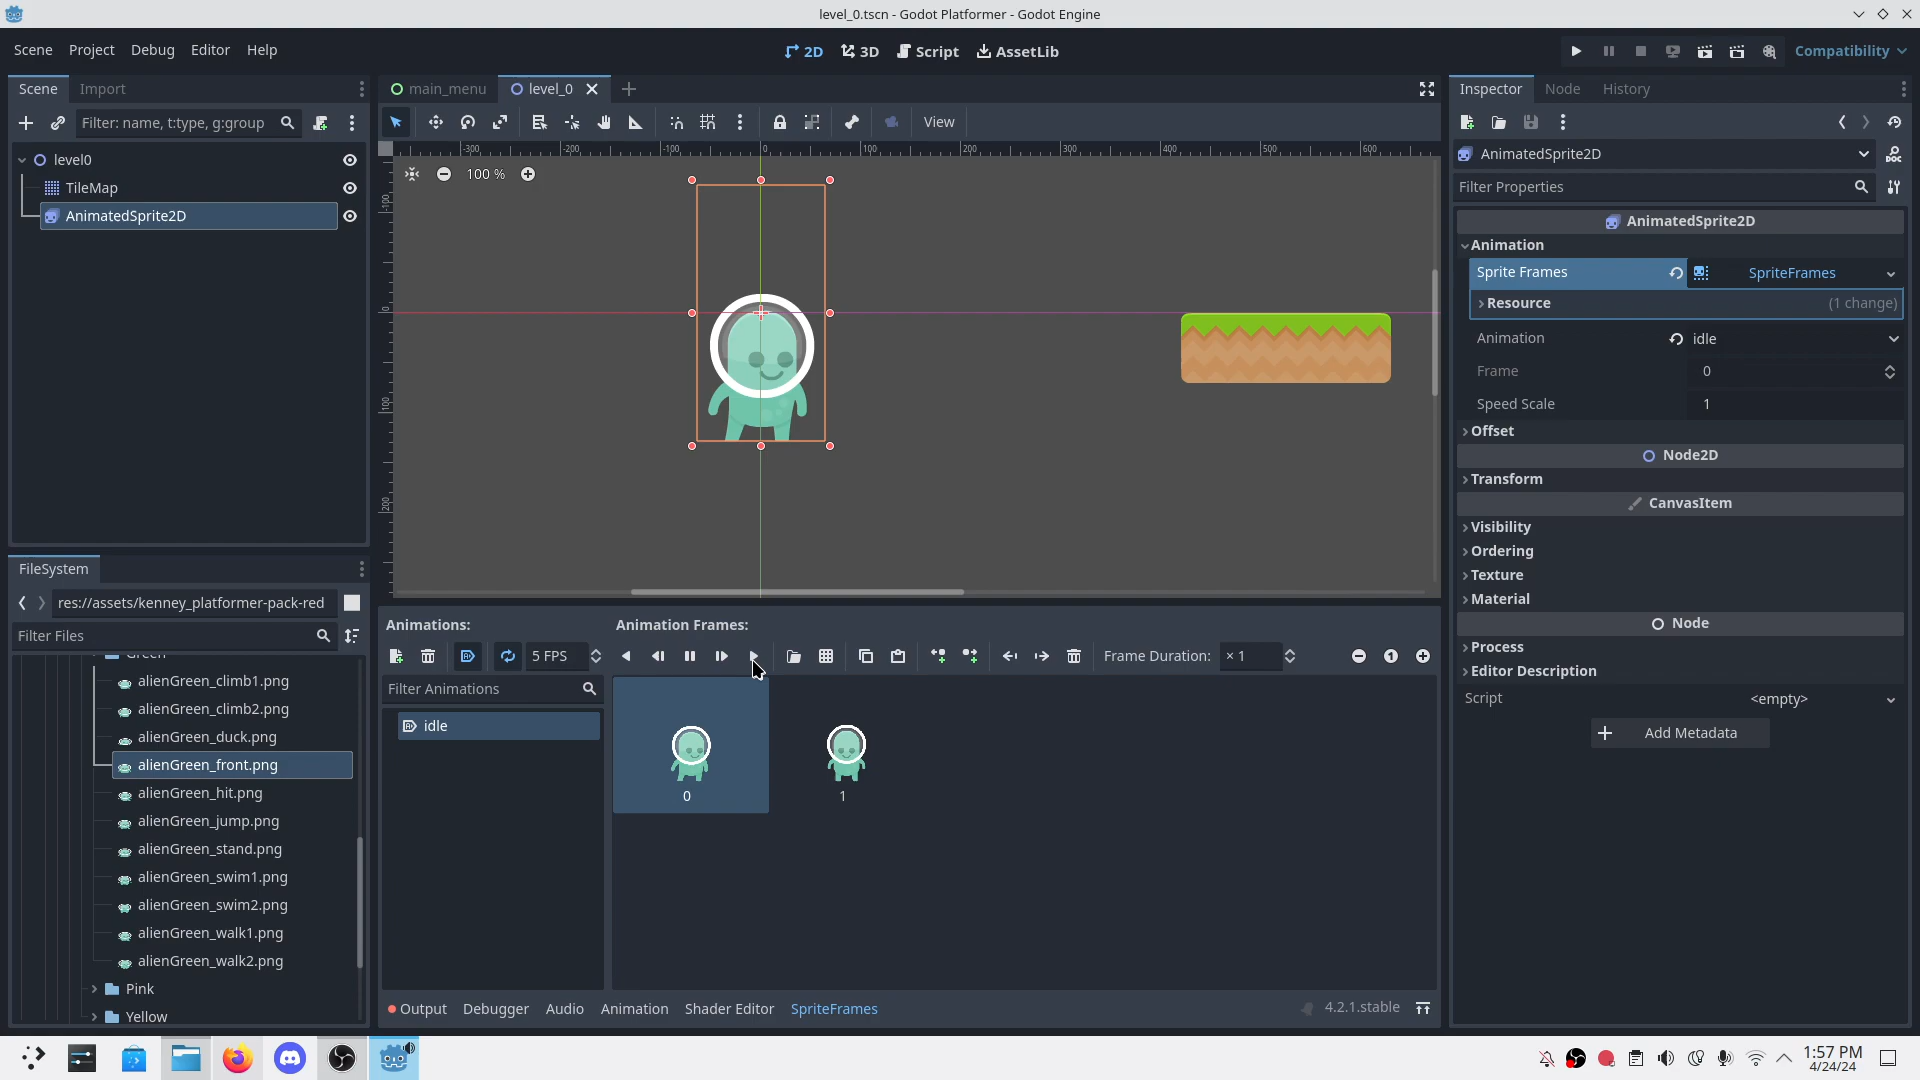 level_0.tscn - Godot Platformer - Godot Engine
Scene Project Debug Editor Help
2D 3D Script AssetLib
Compatibility
Scene Import
Filter: name, t:type, g:group
level0
TileMap
AnimatedSprite2D
FileSystem
res://assets/kenney_platformer-pack-red
Filter Files
Green
alienGreen_climb1.png
alienGreen_climb2.png
alienGreen_duck.png
alienGreen_front.png
alienGreen_hit.png
alienGreen_jump.png
alienGreen_stand.png
alienGreen_swim1.png
alienGreen_swim2.png
alienGreen_walk1.png
alienGreen_walk2.png
Pink
Yellow
main_menu level_0
View
-300 -200 -100 0 100 200 300 400 500 600
100 %
-100
0
100
200
Animations:
5 FPS
Filter Animations
idle
Animation Frames:
Frame Duration: × 1
1
0 1
Output Debugger Audio Animation Shader Editor SpriteFrames
4.2.1.stable
Inspector Node History
AnimatedSprite2D
Filter Properties
AnimatedSprite2D
Animation
Sprite Frames SpriteFrames
Resource (1 change)
Animation idle
Frame 0
Speed Scale 1
Offset
Node2D
Transform
CanvasItem
Visibility
Ordering
Texture
Material
Node
Process
Editor Description
Script <empty>
Add Metadata
1:57 PM
4/24/24